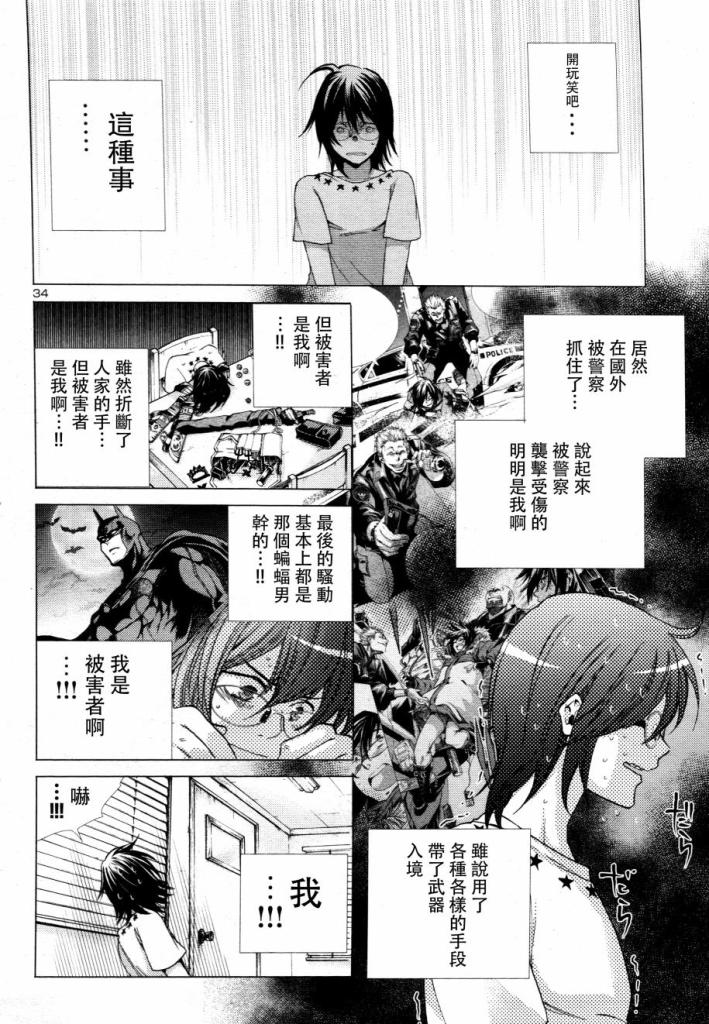 開玩笑吧
...
這種事
……
34
居然
在國外
被警察
抓住了…
說起來
被警察
襲擊受傷的
明明是我啊
POLICE
雖說用了
各種各樣的手段
帶了武器
入境
だら
だら
但被害者
是我啊
…!!
雖然折斷了
人家的手…
但被害者
是我啊…!!
最後的騷動
基本上都是
那個蝙蝠男
幹的…!!
我是
被害者啊
…!!!
我
…!!!
嚇
…!!!